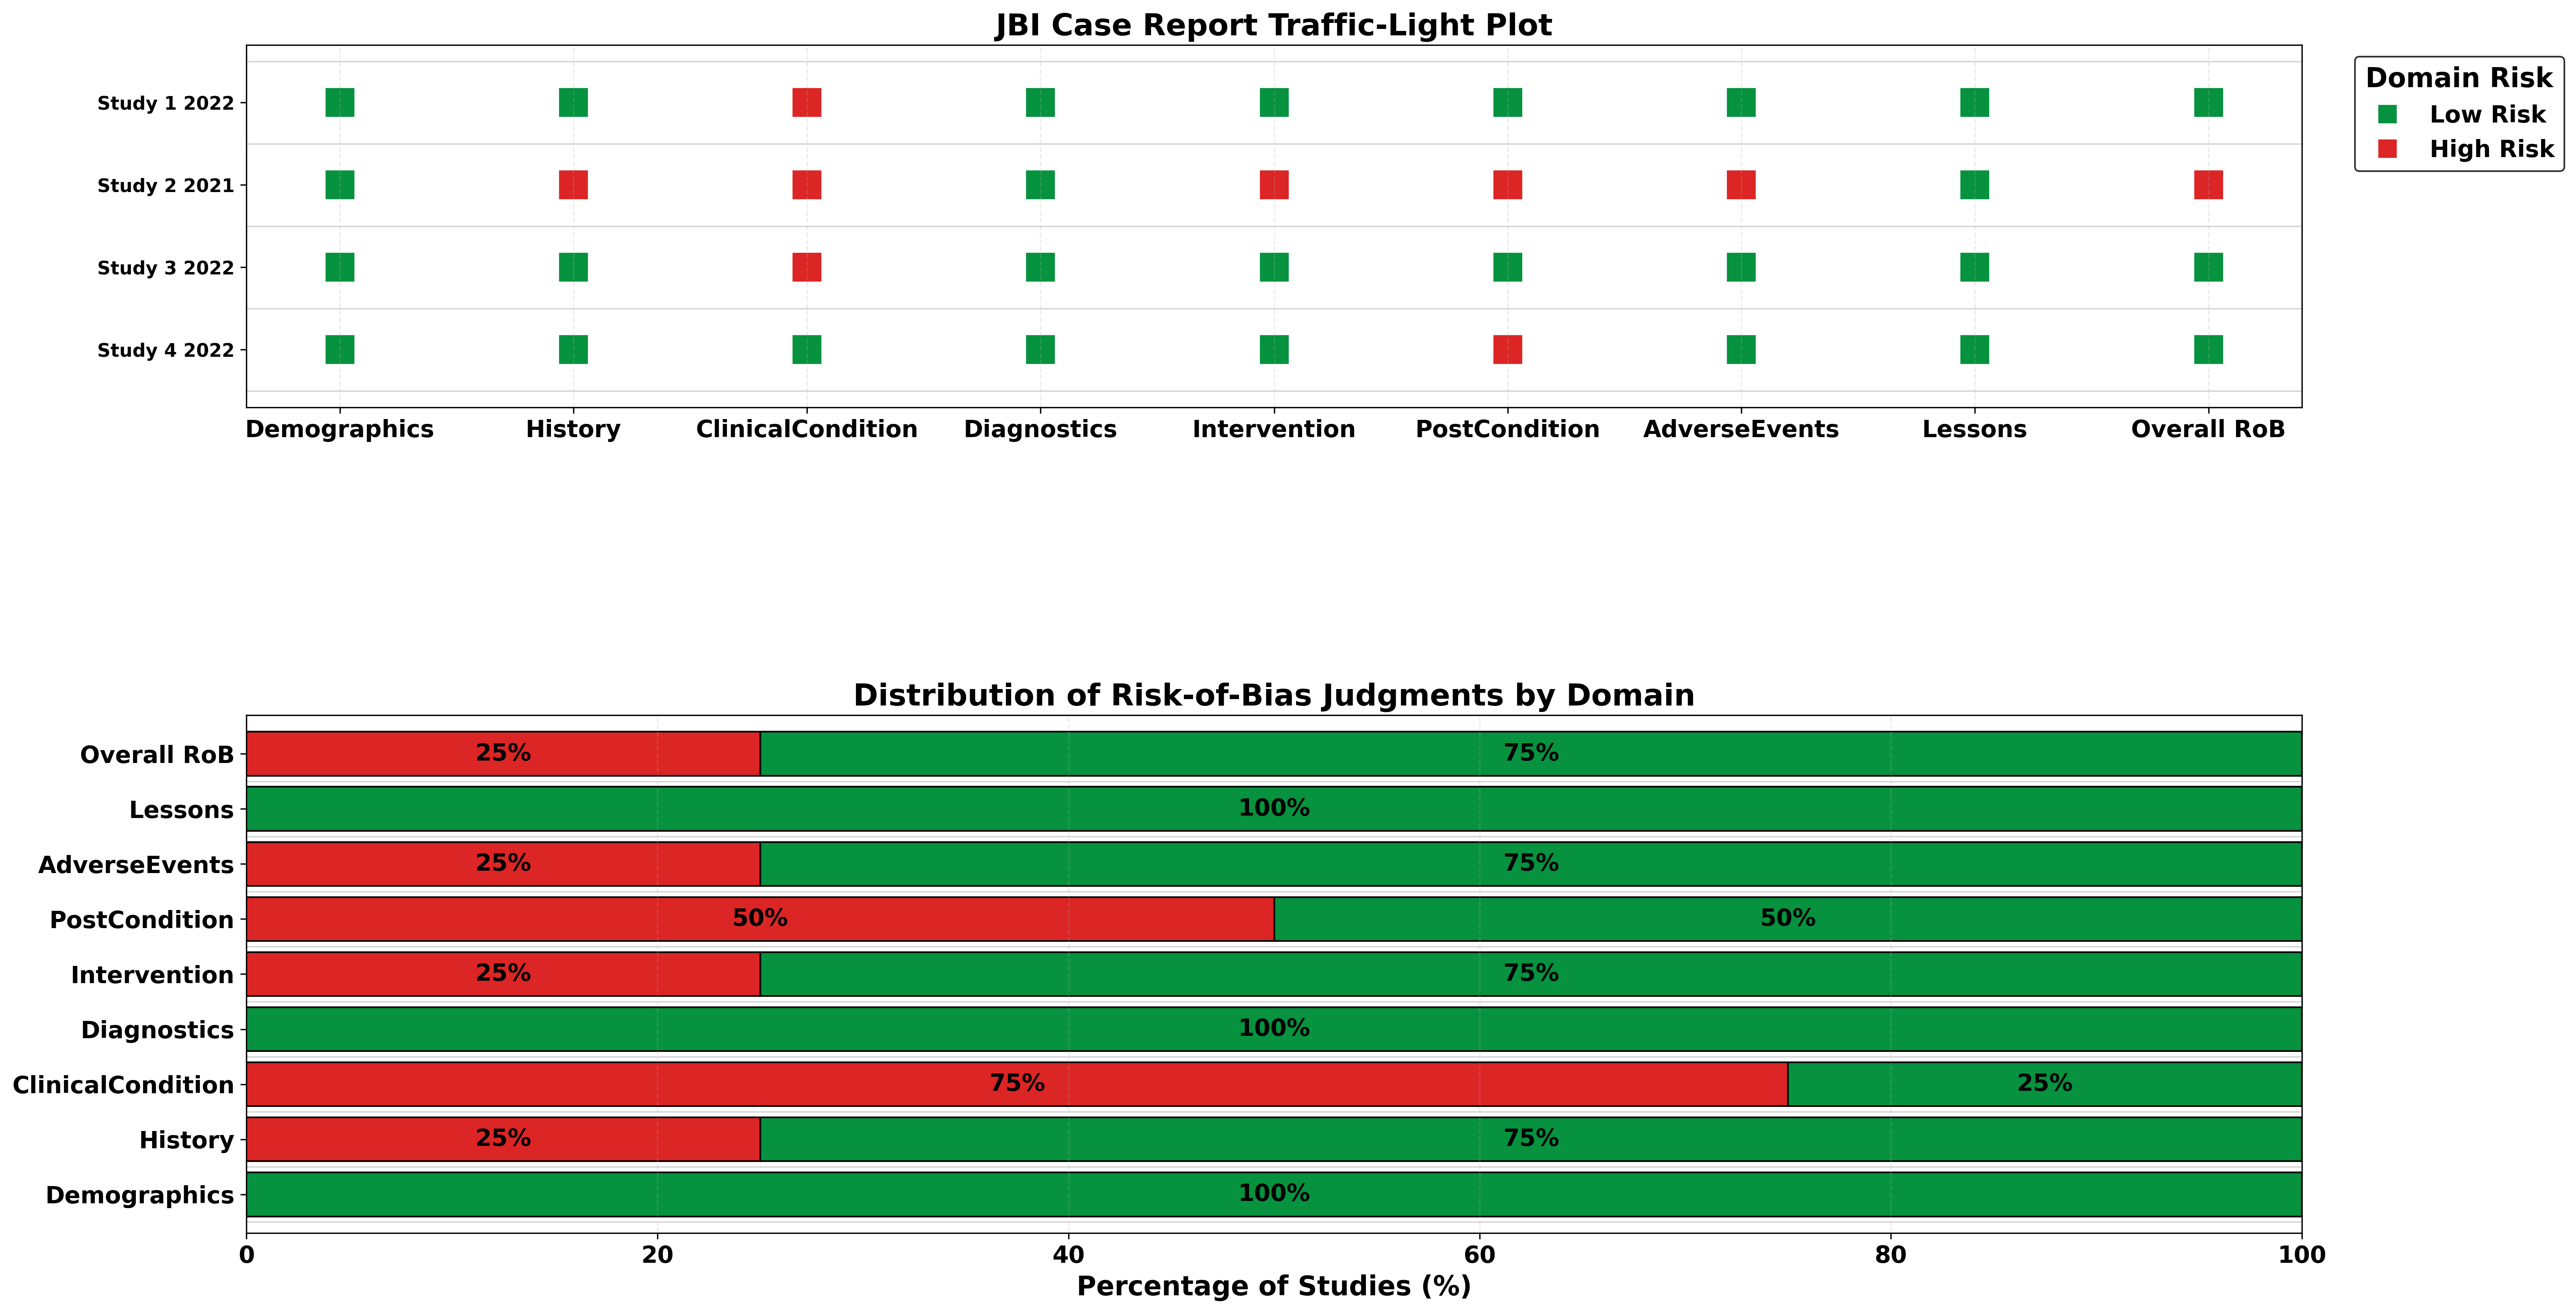 JBI Case Report Traffic-Light Plot
Study 1 2022
Study 2 2021
Study 3 2022
Study 4 2022
Demographics History ClinicalCondition Diagnostics Intervention PostCondition AdverseEvents Lessons Overall RoB
Domain Risk
Low Risk
High Risk
Distribution of Risk-of-Bias Judgments by Domain
Overall RoB 25% 75%
Lessons 100%
AdverseEvents 25% 75%
PostCondition 50% 50%
Intervention 25% 75%
Diagnostics 100%
ClinicalCondition 75% 25%
History 25% 75%
Demographics 100%
0 20 40 60 80 100
Percentage of Studies (%)